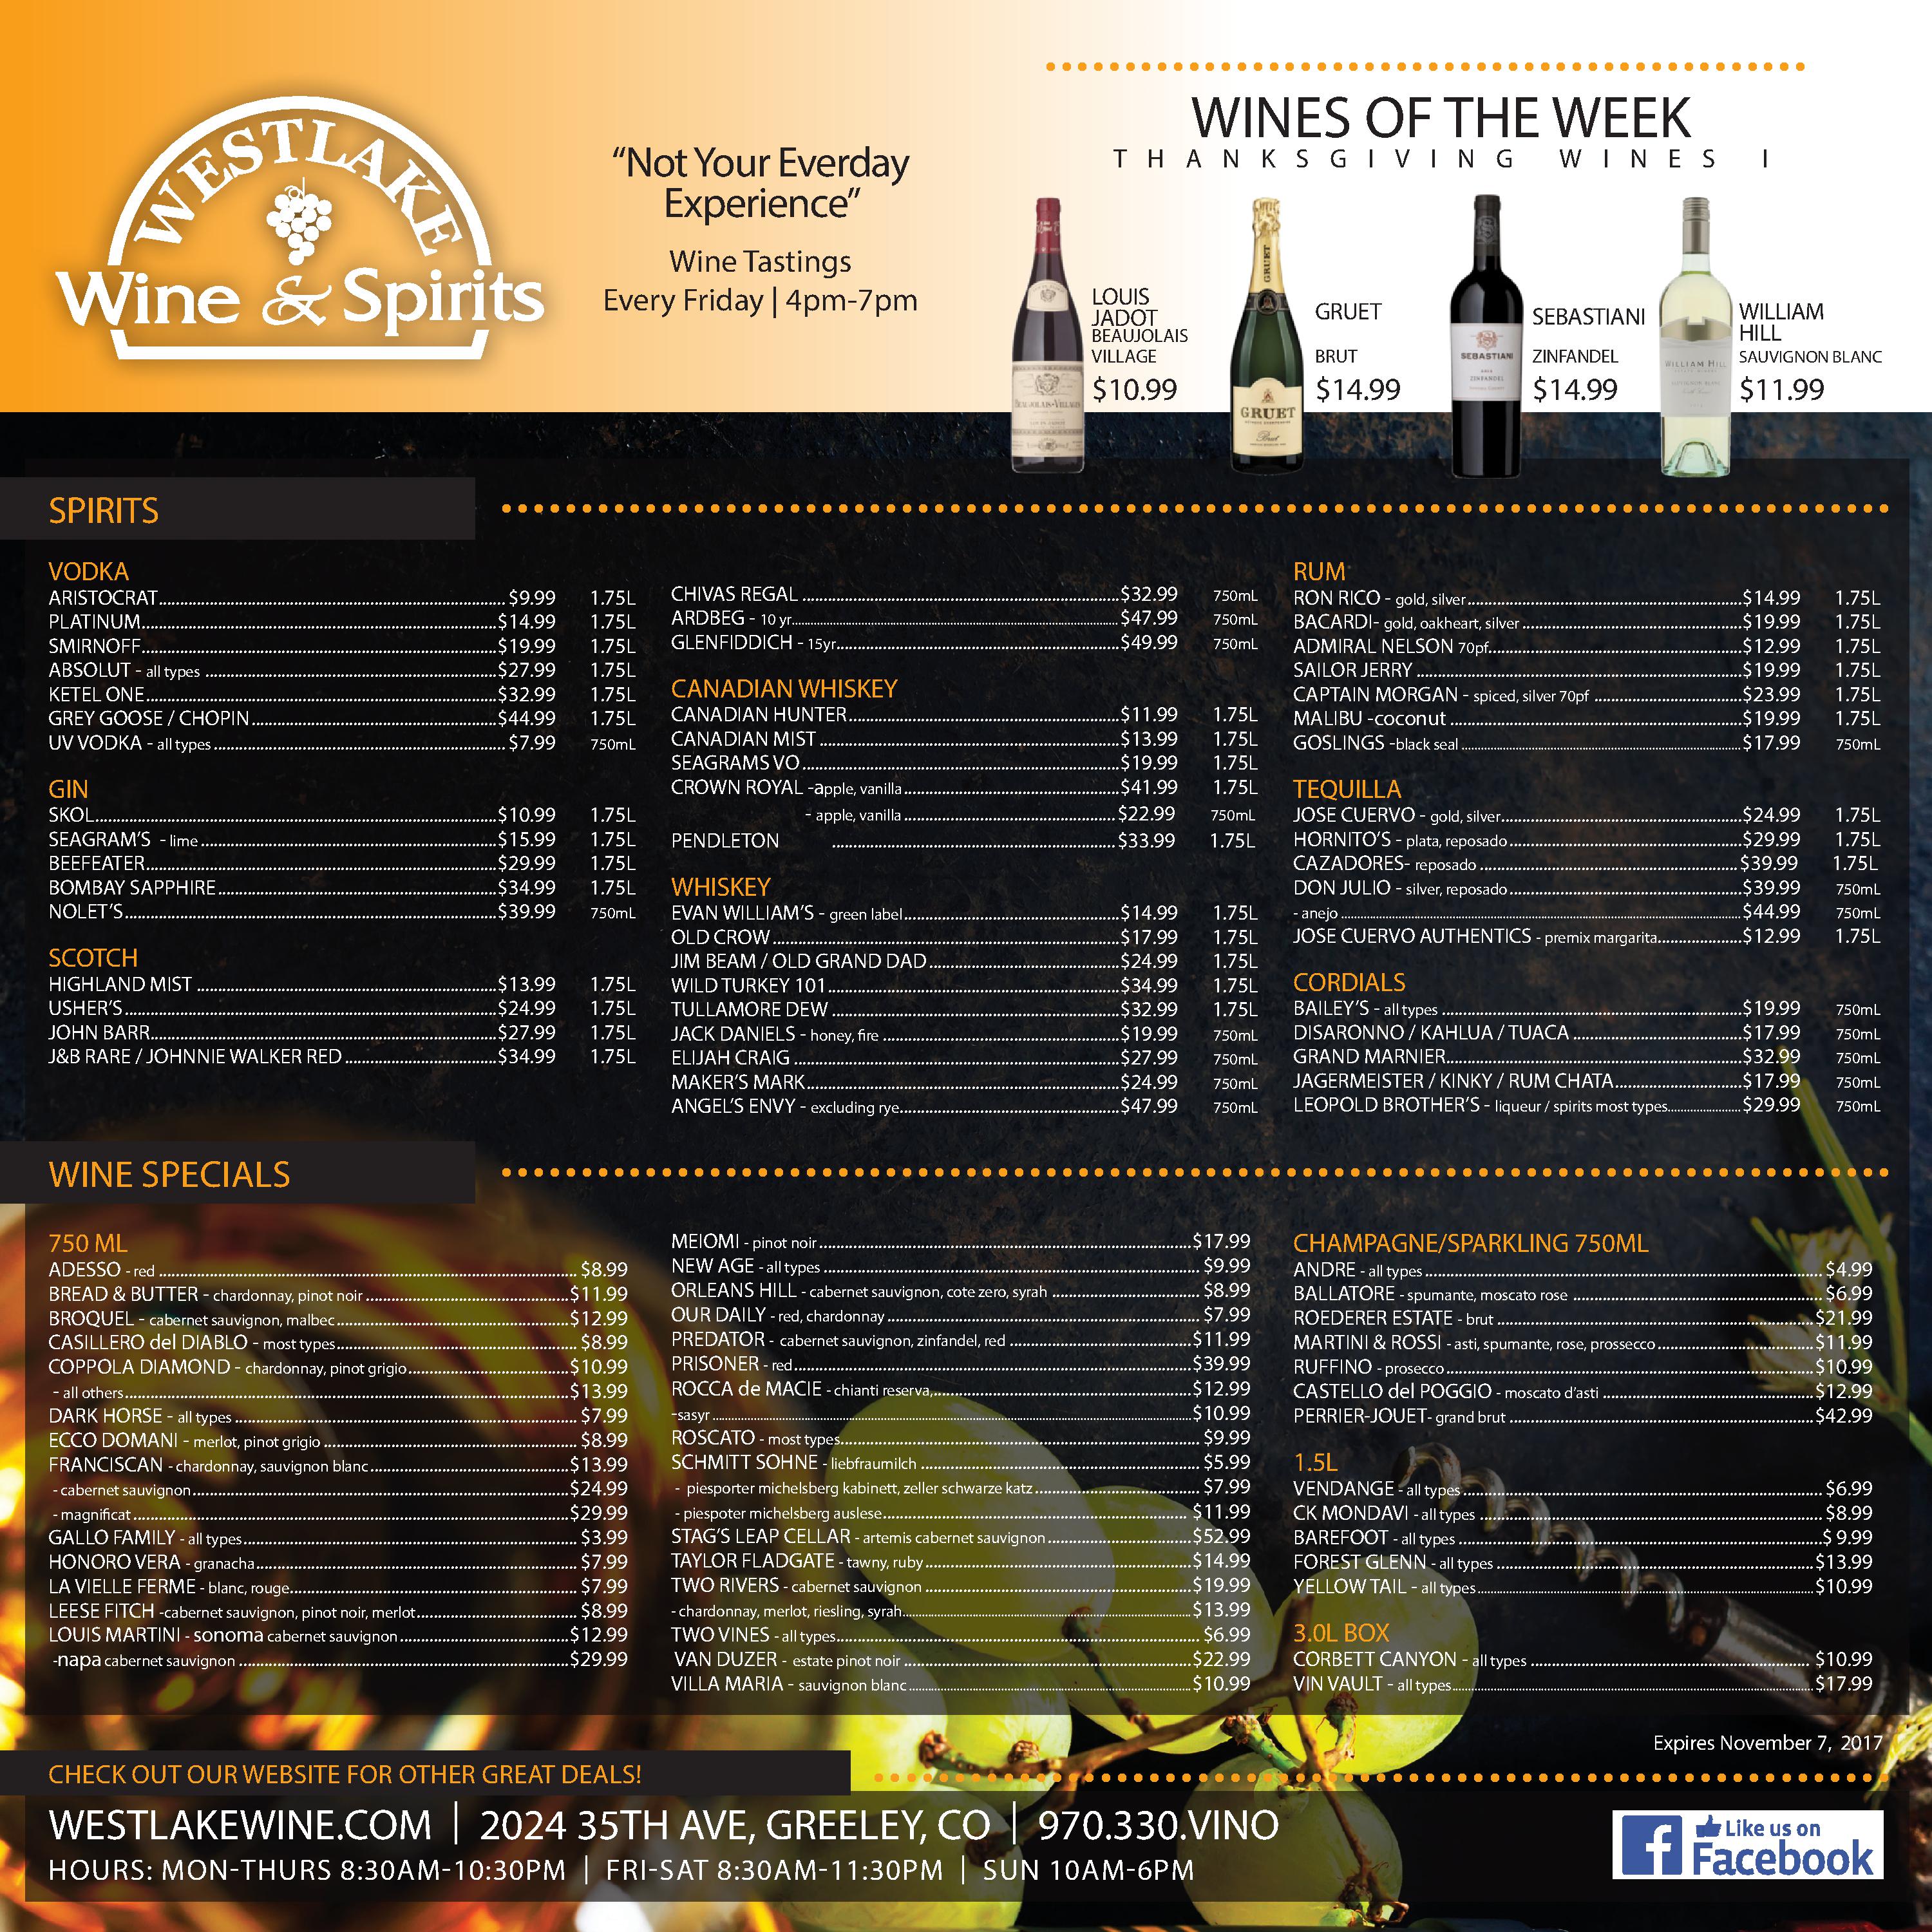 WESTLAKE
Wine & Spirits
"Not Your Everday
Experience"
Wine Tastings
Every Friday | 4pm-7pm
WINES OF THE WEEK
THANKSGIVING WINES I
LOUIS
JADOT
BEAUJOLAIS
VILLAGE
$10.99
GRUET
BRUT
$14.99
SEBASTIANI
ZINFANDEL
$14.99
WILLIAM
HILL
SAUVIGNON BLANC
$11.99
BEAUJOLAIS-VILLAGES
GRUET
GRUET
Brut
SEBASTIANI
ZINFANDEL
WILLIAM HILL
SPIRITS
VODKA
ARISTOCRAT $9.99 1.75L
PLATINUM $14.99 1.75L
SMIRNOFF $19.99 1.75L
ABSOLUT - all types $27.99 1.75L
KETEL ONE $32.99 1.75L
GREY GOOSE / CHOPIN $44.99 1.75L
UV VODKA - all types $7.99 750mL
GIN
SKOL $10.99 1.75L
SEAGRAM'S - lime $15.99 1.75L
BEEFEATER $29.99 1.75L
BOMBAY SAPPHIRE $34.99 1.75L
NOLET'S $39.99 750mL
SCOTCH
HIGHLAND MIST $13.99 1.75L
USHER'S $24.99 1.75L
JOHN BARR $27.99 1.75L
J&B RARE / JOHNNIE WALKER RED $34.99 1.75L
CHIVAS REGAL $32.99 750mL
ARDBEG - 10 yr $47.99 750mL
GLENFIDDICH - 15yr $49.99 750mL
CANADIAN WHISKEY
CANADIAN HUNTER $11.99 1.75L
CANADIAN MIST $13.99 1.75L
SEAGRAMS VO $19.99 1.75L
CROWN ROYAL -apple, vanilla $41.99 1.75L
- apple, vanilla $22.99 750mL
PENDLETON $33.99 1.75L
WHISKEY
EVAN WILLIAM'S - green label $14.99 1.75L
OLD CROW $17.99 1.75L
JIM BEAM / OLD GRAND DAD $24.99 1.75L
WILD TURKEY 101 $34.99 1.75L
TULLAMORE DEW $32.99 1.75L
JACK DANIELS - honey, fire $19.99 750mL
ELIJAH CRAIG $27.99 750mL
MAKER'S MARK $24.99 750mL
ANGEL'S ENVY - excluding rye $47.99 750mL
RUM
RON RICO - gold, silver $14.99 1.75L
BACARDI- gold, oakheart, silver $19.99 1.75L
ADMIRAL NELSON 70pf $12.99 1.75L
SAILOR JERRY $19.99 1.75L
CAPTAIN MORGAN - spiced, silver 70pf $23.99 1.75L
MALIBU -coconut $19.99 1.75L
GOSLINGS -black seal $17.99 750mL
TEQUILLA
JOSE CUERVO - gold, silver $24.99 1.75L
HORNITO'S - plata, reposado $29.99 1.75L
CAZADORES- reposado $39.99 1.75L
DON JULIO - silver, reposado $39.99 750mL
- anejo $44.99 750mL
JOSE CUERVO AUTHENTICS - premix margarita $12.99 1.75L
CORDIALS
BAILEY'S - all types $19.99 750mL
DISARONNO / KAHLUA / TUACA $17.99 750mL
GRAND MARNIER $32.99 750mL
JAGERMEISTER / KINKY / RUM CHATA $17.99 750mL
LEOPOLD BROTHER'S - liqueur / spirits most types $29.99 750mL
WINE SPECIALS
750 ML
ADESSO - red $8.99
BREAD & BUTTER - chardonnay, pinot noir $11.99
BROQUEL - cabernet sauvignon, malbec $12.99
CASILLERO del DIABLO - most types $8.99
COPPOLA DIAMOND - chardonnay, pinot grigio $10.99
- all others $13.99
DARK HORSE - all types $7.99
ECCO DOMANI - merlot, pinot grigio $8.99
FRANCISCAN - chardonnay, sauvignon blanc $13.99
- cabernet sauvignon $24.99
- magnificat $29.99
GALLO FAMILY - all types $3.99
HONORO VERA - granacha $7.99
LA VIELLE FERME - blanc, rouge $7.99
LEESE FITCH -cabernet sauvignon, pinot noir, merlot $8.99
LOUIS MARTINI - sonoma cabernet sauvignon $12.99
-napa cabernet sauvignon $29.99
MEIOMI - pinot noir $17.99
NEW AGE - all types $9.99
ORLEANS HILL - cabernet sauvignon, cote zero, syrah $8.99
OUR DAILY - red, chardonnay $7.99
PREDATOR - cabernet sauvignon, zinfandel, red $11.99
PRISONER - red $39.99
ROCCA de MACIE - chianti reserva, $12.99
-sasyr $10.99
ROSCATO - most types $9.99
SCHMITT SOHNE - liebfraumilch $5.99
- piesporter michelsberg kabinett, zeller schwarze katz $7.99
- piespoter michelsberg auslese $11.99
STAG'S LEAP CELLAR - artemis cabernet sauvignon $52.99
TAYLOR FLADGATE - tawny, ruby $14.99
TWO RIVERS - cabernet sauvignon $19.99
- chardonnay, merlot, riesling, syrah $13.99
TWO VINES - all types $6.99
VAN DUZER - estate pinot noir $22.99
VILLA MARIA - sauvignon blanc $10.99
CHAMPAGNE/SPARKLING 750ML
ANDRE - all types $4.99
BALLATORE - spumante, moscato rose $6.99
ROEDERER ESTATE - brut $21.99
MARTINI & ROSSI - asti, spumante, rose, prossecco $11.99
RUFFINO - prosecco $10.99
CASTELLO del POGGIO - moscato d'asti $12.99
PERRIER-JOUET- grand brut $42.99
1.5L
VENDANGE - all types $6.99
CK MONDAVI - all types $8.99
BAREFOOT - all types $ 9.99
FOREST GLENN - all types $13.99
YELLOW TAIL - all types $10.99
3.0L BOX
CORBETT CANYON - all types $10.99
VIN VAULT - all types $17.99
Expires November 7, 2017
CHECK OUT OUR WEBSITE FOR OTHER GREAT DEALS!
WESTLAKEWINE.COM | 2024 35TH AVE, GREELEY, CO | 970.330.VINO
HOURS: MON-THURS 8:30AM-10:30PM | FRI-SAT 8:30AM-11:30PM | SUN 10AM-6PM
f Like us on
Facebook